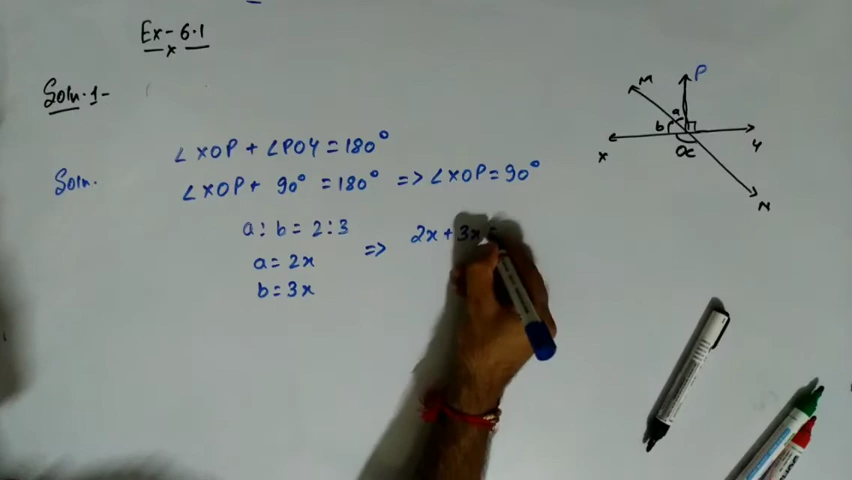 Ex- 6.1
x
Soln.1-
∠XOP + ∠POY = 180°
Soln.
∠XOP + 90° = 180° => ∠XOP = 90°
a : b = 2 : 3
a = 2x
b = 3x
=> 2x + 3x =
M
P
a
b
X
O
c
Y
N